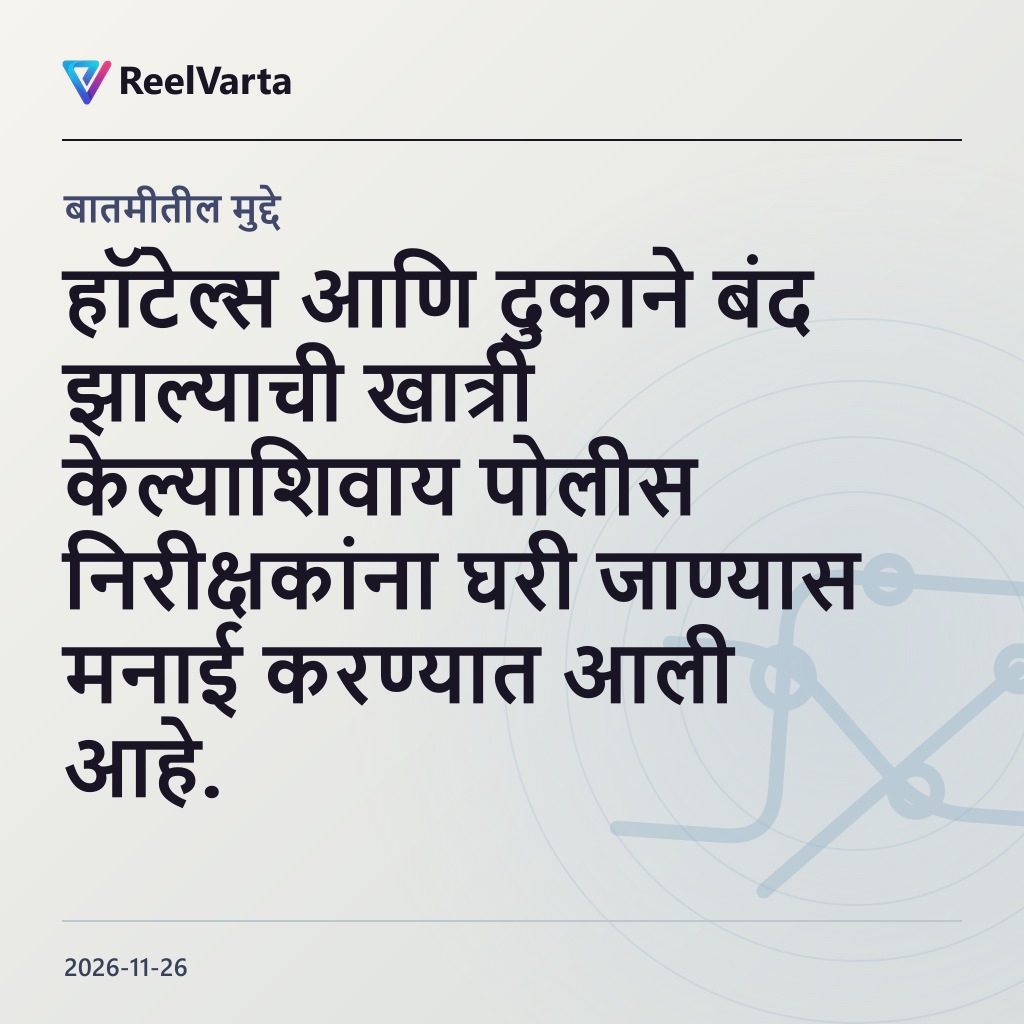 ReelVarta
बातमीतील मुद्दे
हॉटेल्स आणि दुकाने बंद
झाल्याची खात्री
केल्याशिवाय पोलीस
निरीक्षकांना घरी जाण्यास
मनाई करण्यात आली
आहे.
2026-11-26